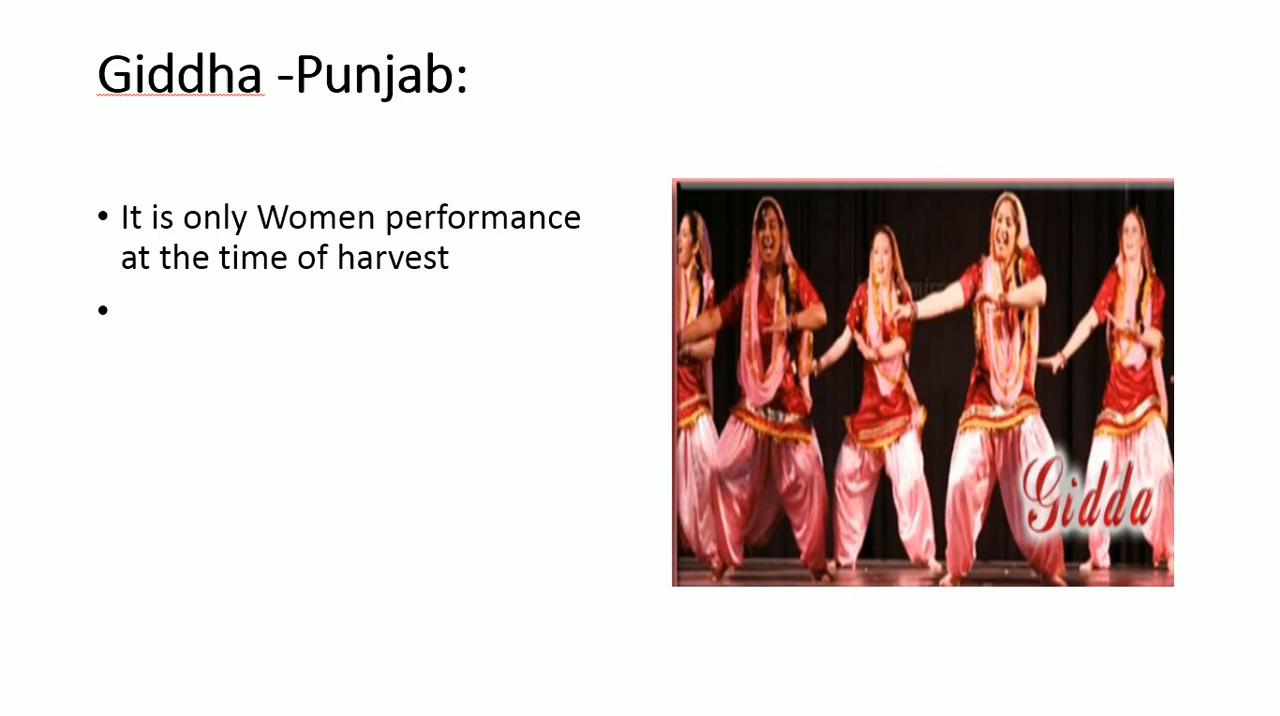 Giddha -Punjab:
• It is only Women performance
at the time of harvest
•
Gidda